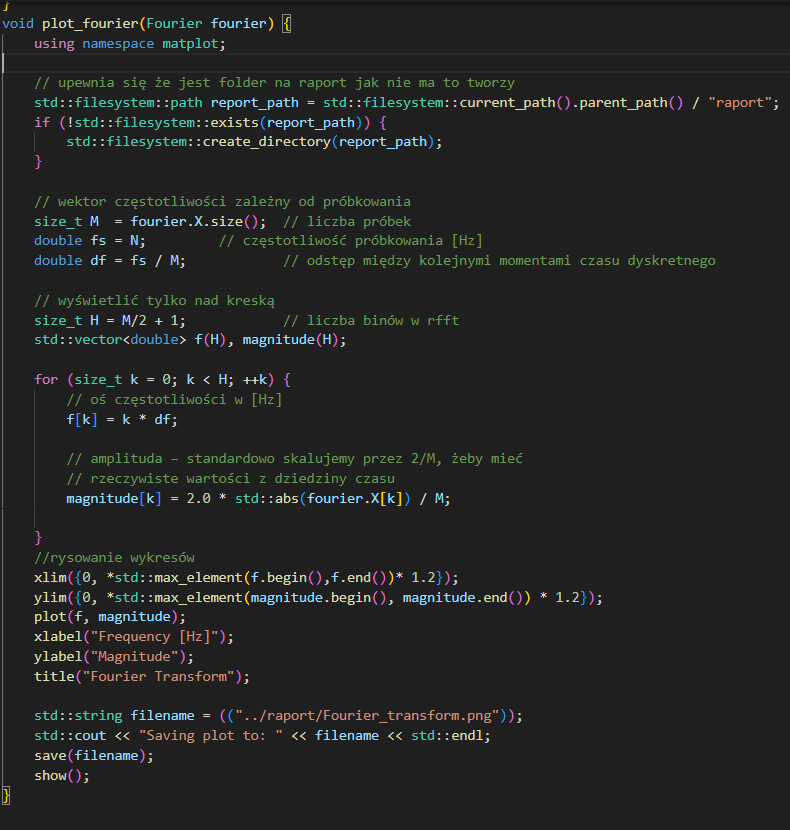 }
void plot_fourier(Fourier fourier) {
    using namespace matplot;

    // upewnia się że jest folder na raport jak nie ma to tworzy
    std::filesystem::path report_path = std::filesystem::current_path().parent_path() / "raport";
    if (!std::filesystem::exists(report_path)) {
        std::filesystem::create_directory(report_path);
    }

    // wektor częstotliwości zależny od próbkowania
    size_t M  = fourier.X.size();  // liczba próbek
    double fs = N;         // częstotliwość próbkowania [Hz]
    double df = fs / M;            // odstęp między kolejnymi momentami czasu dyskretnego

    // wyświetlić tylko nad kreską
    size_t H = M/2 + 1;            // liczba binów w rfft
    std::vector<double> f(H), magnitude(H);

    for (size_t k = 0; k < H; ++k) {
        // oś częstotliwości w [Hz]
        f[k] = k * df;

        // amplituda – standardowo skalujemy przez 2/M, żeby mieć
        // rzeczywiste wartości z dziedziny czasu
        magnitude[k] = 2.0 * std::abs(fourier.X[k]) / M;

    }
    //rysowanie wykresów
    xlim({0, *std::max_element(f.begin(),f.end())* 1.2});
    ylim({0, *std::max_element(magnitude.begin(), magnitude.end()) * 1.2});
    plot(f, magnitude);
    xlabel("Frequency [Hz]");
    ylabel("Magnitude");
    title("Fourier Transform");

    std::string filename = (("../raport/Fourier_transform.png"));
    std::cout << "Saving plot to: " << filename << std::endl;
    save(filename);
    show();
}